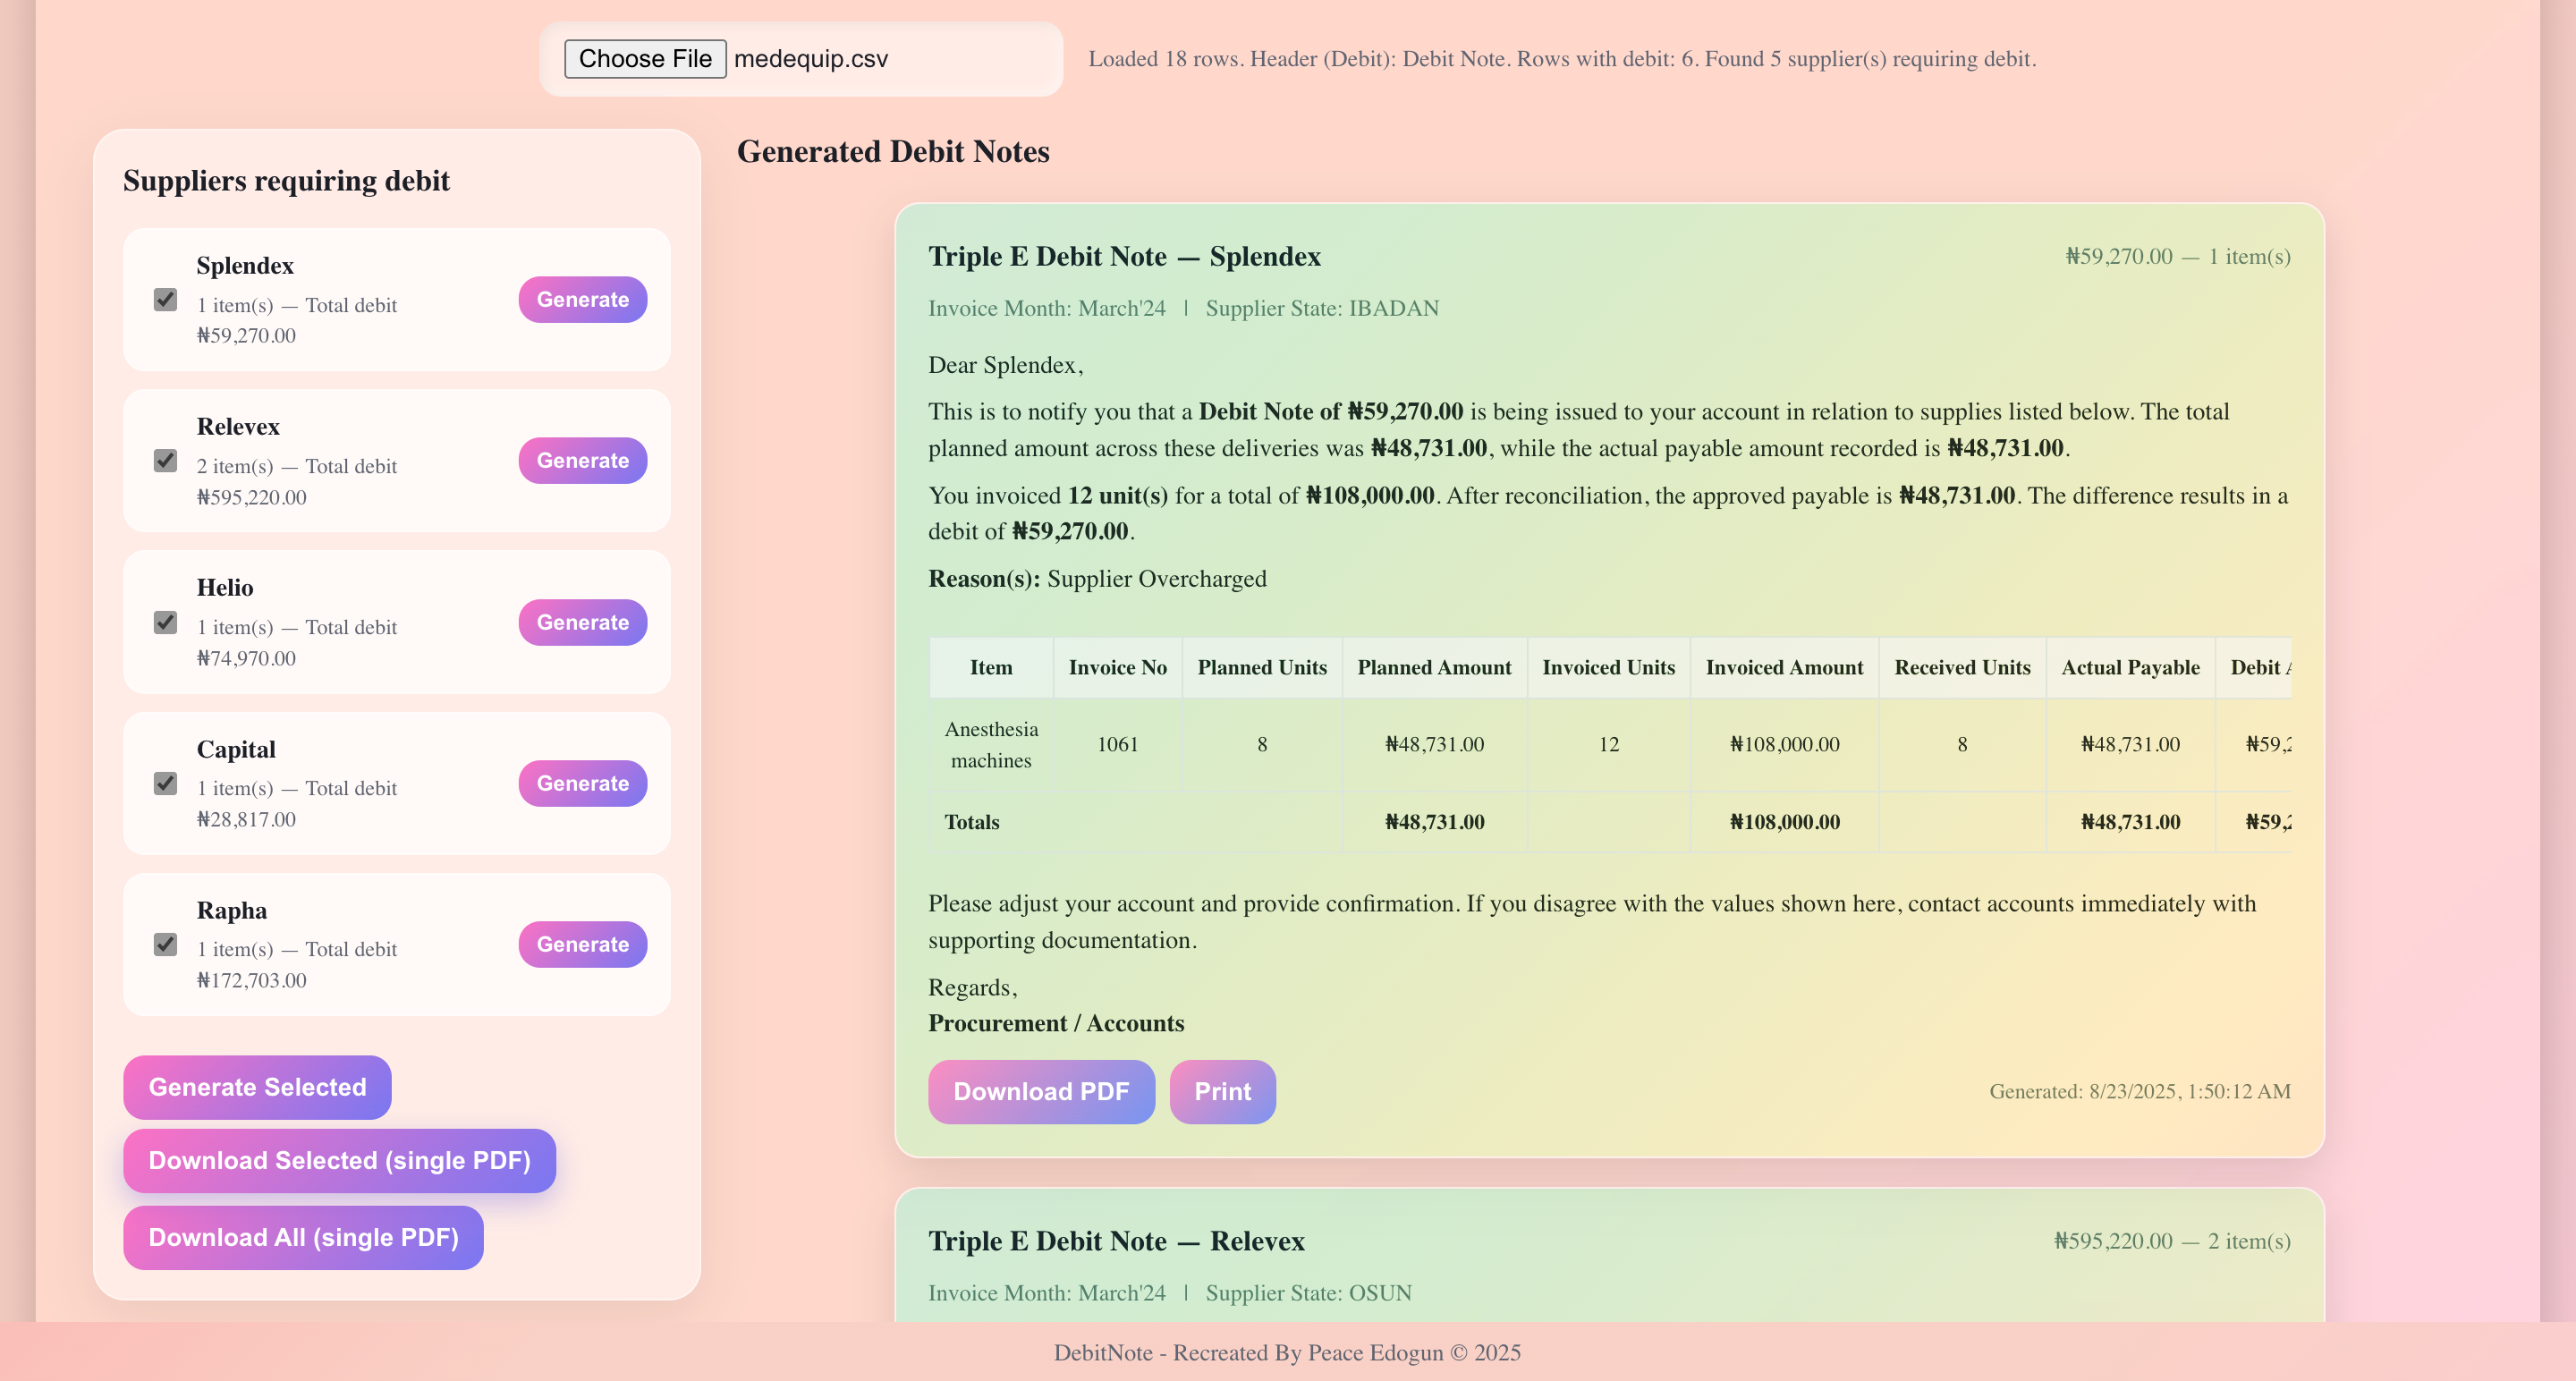 Choose File medequip.csv
Loaded 18 rows. Header (Debit): Debit Note. Rows with debit: 6. Found 5 supplier(s) requiring debit.
Suppliers requiring debit
Splendex
1 item(s) — Total debit
₦59,270.00
Generate
Relevex
2 item(s) — Total debit
₦595,220.00
Generate
Helio
1 item(s) — Total debit
₦74,970.00
Generate
Capital
1 item(s) — Total debit
₦28,817.00
Generate
Rapha
1 item(s) — Total debit
₦172,703.00
Generate
Generate Selected
Download Selected (single PDF)
Download All (single PDF)
Generated Debit Notes
Triple E Debit Note — Splendex
₦59,270.00 — 1 item(s)
Invoice Month: March'24 | Supplier State: IBADAN
Dear Splendex,
This is to notify you that a Debit Note of ₦59,270.00 is being issued to your account in relation to supplies listed below. The total
planned amount across these deliveries was ₦48,731.00, while the actual payable amount recorded is ₦48,731.00.
You invoiced 12 unit(s) for a total of ₦108,000.00. After reconciliation, the approved payable is ₦48,731.00. The difference results in a
debit of ₦59,270.00.
Reason(s): Supplier Overcharged
Item Invoice No Planned Units Planned Amount Invoiced Units Invoiced Amount Received Units Actual Payable Debit
Anesthesia
machines 1061 8 ₦48,731.00 12 ₦108,000.00 8 ₦48,731.00 ₦59,2
Totals ₦48,731.00 ₦108,000.00 ₦48,731.00 ₦59,2
Please adjust your account and provide confirmation. If you disagree with the values shown here, contact accounts immediately with
supporting documentation.
Regards,
Procurement / Accounts
Download PDF Print
Generated: 8/23/2025, 1:50:12 AM
Triple E Debit Note — Relevex
₦595,220.00 — 2 item(s)
Invoice Month: March'24 | Supplier State: OSUN
DebitNote - Recreated By Peace Edogun © 2025